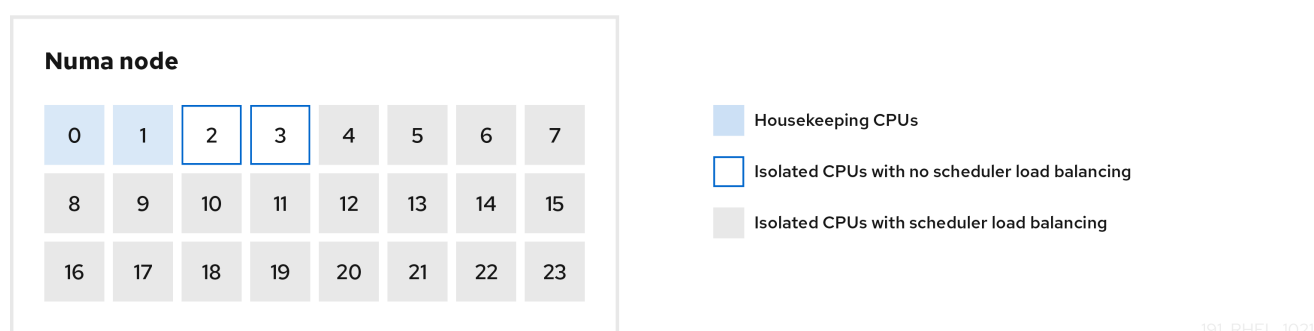 Numa node
0 1 2 3 4 5 6 7
8 9 10 11 12 13 14 15
16 17 18 19 20 21 22 23
Housekeeping CPUs
Isolated CPUs with no scheduler load balancing
Isolated CPUs with scheduler load balancing